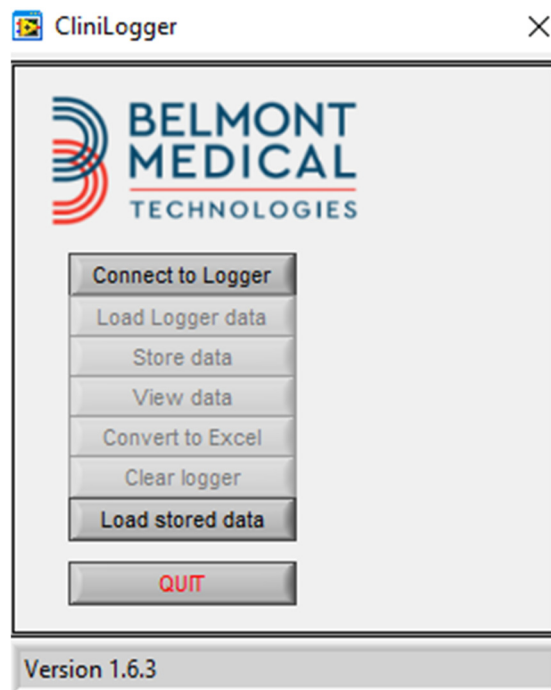 CliniLogger
BELMONT
MEDICAL
TECHNOLOGIES
Connect to Logger
Load Logger data
Store data
View data
Convert to Excel
Clear logger
Load stored data
QUIT
Version 1.6.3